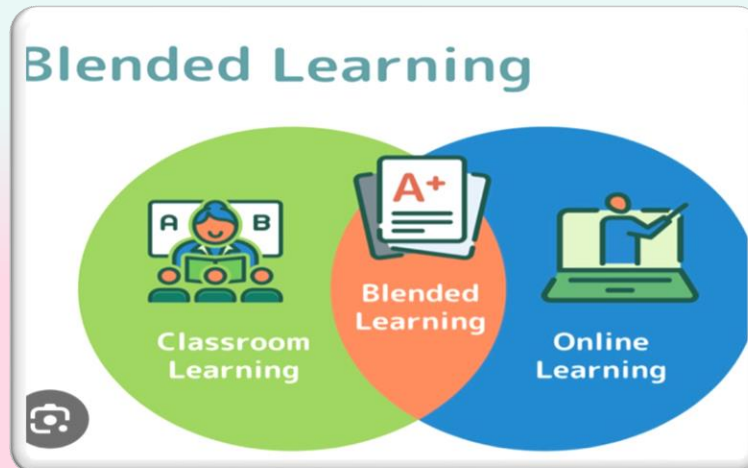 Blended Learning
A B
A+
Blended
Learning
Classroom
Learning
Online
Learning